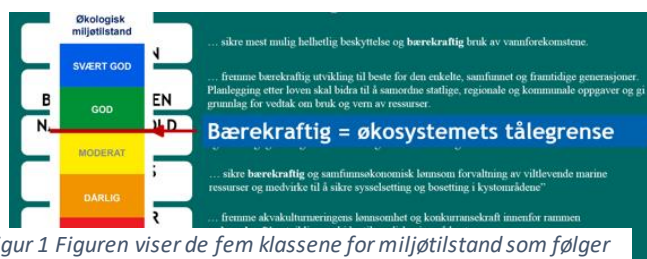 Økologisk
miljøtilstand
… sikre mest mulig helhetlig beskyttelse og bærekraftig bruk av vannforekomstene.
SVÆRT GOD
… fremme bærekraftig utvikling til beste for den enkelte, samfunnet og framtidige generasjoner.
Planlegging etter loven skal bidra til å samordne statlige, regionale og kommunale oppgaver og gi
grunnlag for vedtak om bruk og vern av ressurser.
GOD
Bærekraftig = økosystemets tålegrense
MODERAT
… sikre bærekraftig og samfunnsøkonomisk lønnsom forvaltning av viltlevende marine
ressurser og medvirke til å sikre sysselsetting og bosetting i kystområdene”
DÅRLIG
… fremme akvakulturnæringens lønnsomhet og konkurransekraft innenfor rammen
igur 1 Figuren viser de fem klassene for miljøtilstand som følger